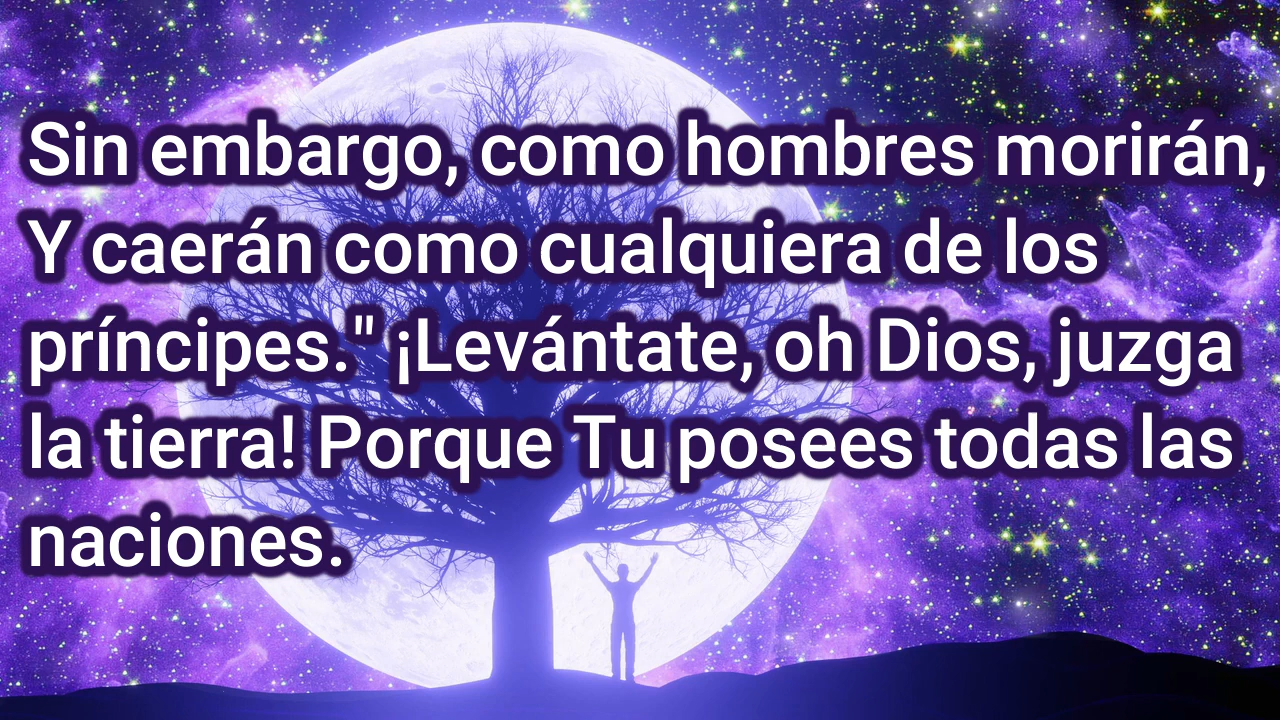 Sin embargo, como hombres morirán,
Y caerán como cualquiera de los
príncipes." ¡Levántate, oh Dios, juzga
la tierra! Porque Tu posees todas las
naciones.